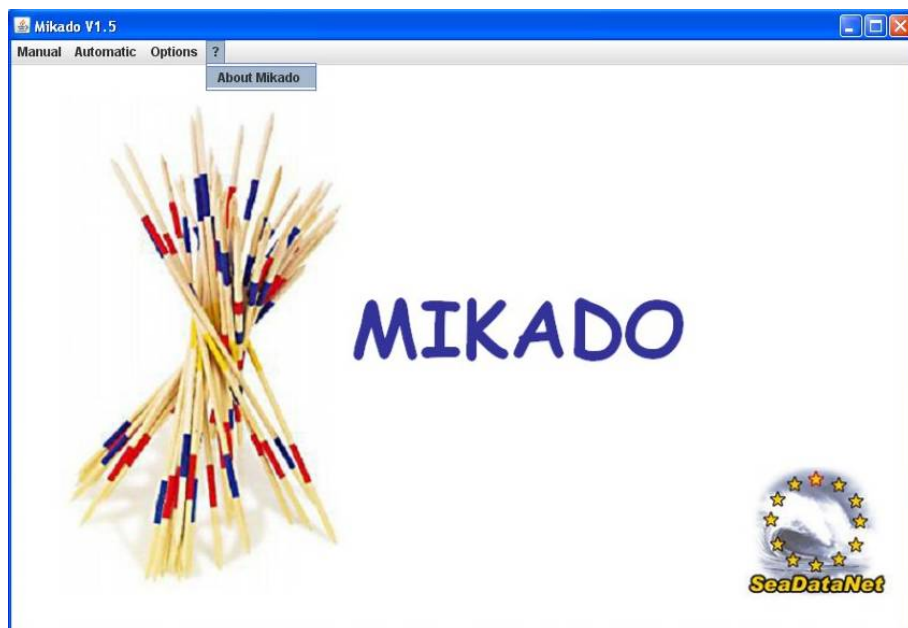 Mikado V1.5
Manual Automatic Options ?
About Mikado
MIKADO
SeaDataNet